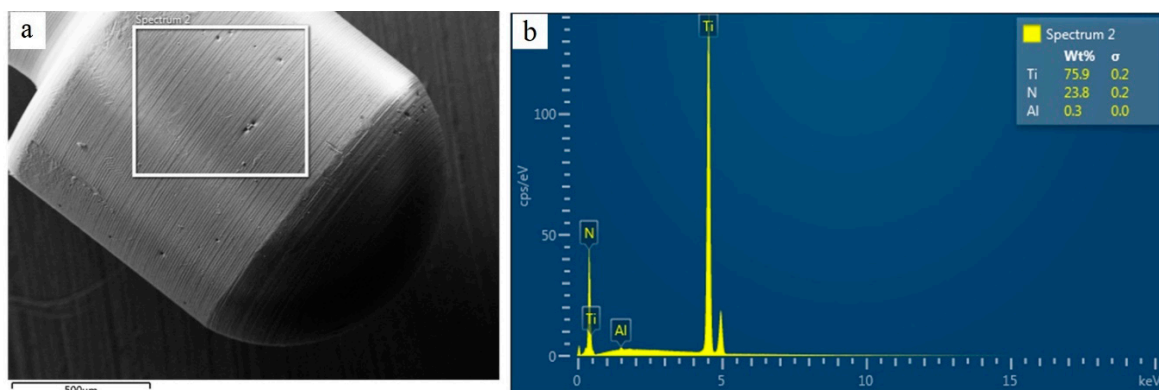 a
Spectrum 2
500μm
b
Ti
Spectrum 2
Wt% σ
Ti 75.9 0.2
N 23.8 0.2
Al 0.3 0.0
100
cps/eV
50
N
Ti
Al
0
0 5 10 15 keV